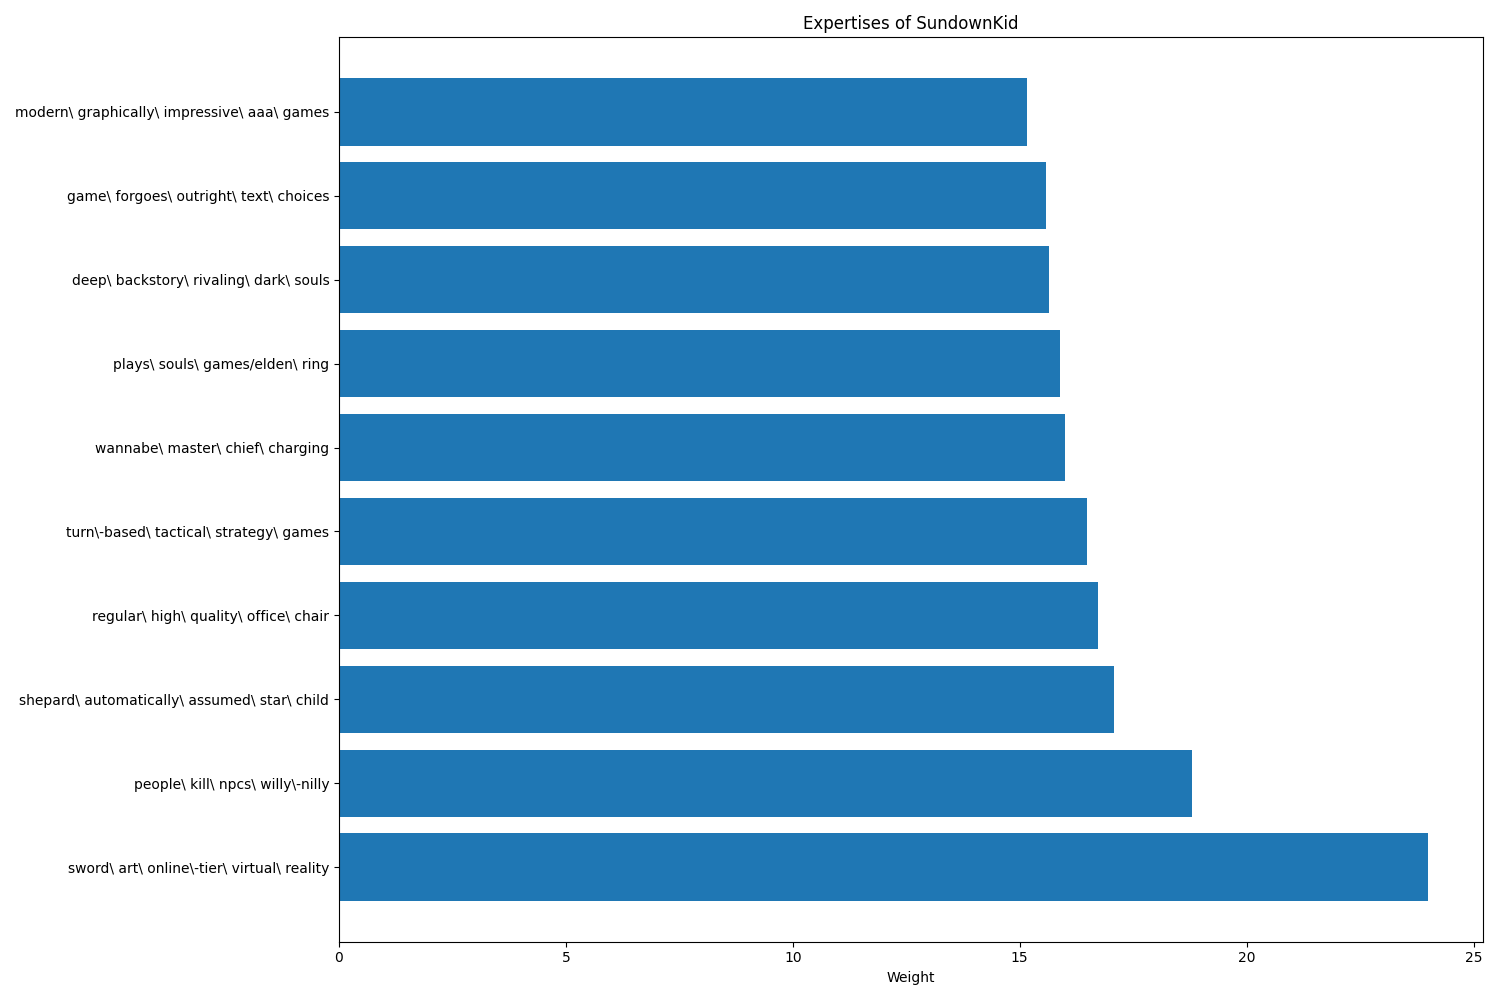 Expertises of SundownKid
modern\ graphically\ impressive\ aaa\ games
game\ forgoes\ outright\ text\ choices
deep\ backstory\ rivaling\ dark\ souls
plays\ souls\ games/elden\ ring
wannabe\ master\ chief\ charging
turn\-based\ tactical\ strategy\ games
regular\ high\ quality\ office\ chair
shepard\ automatically\ assumed\ star\ child
people\ kill\ npcs\ willy\-nilly
sword\ art\ online\-tier\ virtual\ reality
0 5 10 15 20 25
Weight